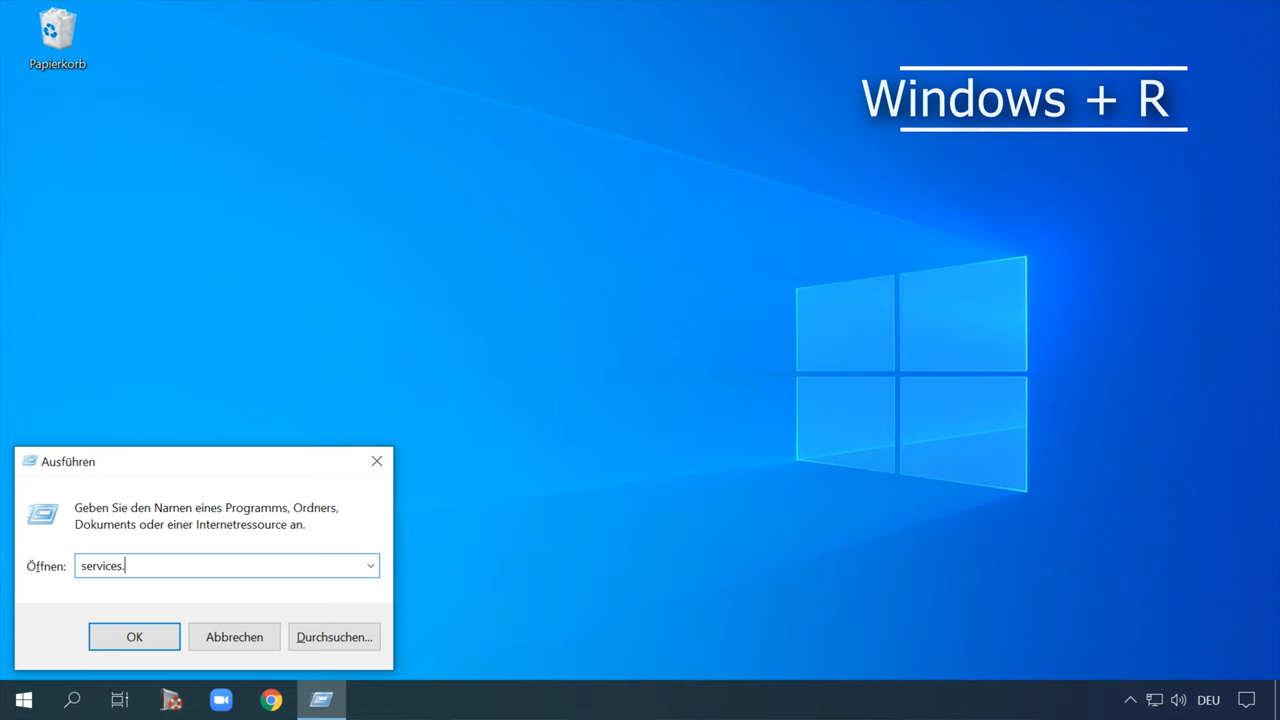 Papierkorb
Windows + R
Ausführen
Geben Sie den Namen eines Programms, Ordners,
Dokuments oder einer Internetressource an.
Öffnen: services.
OK Abbrechen Durchsuchen...
DEU